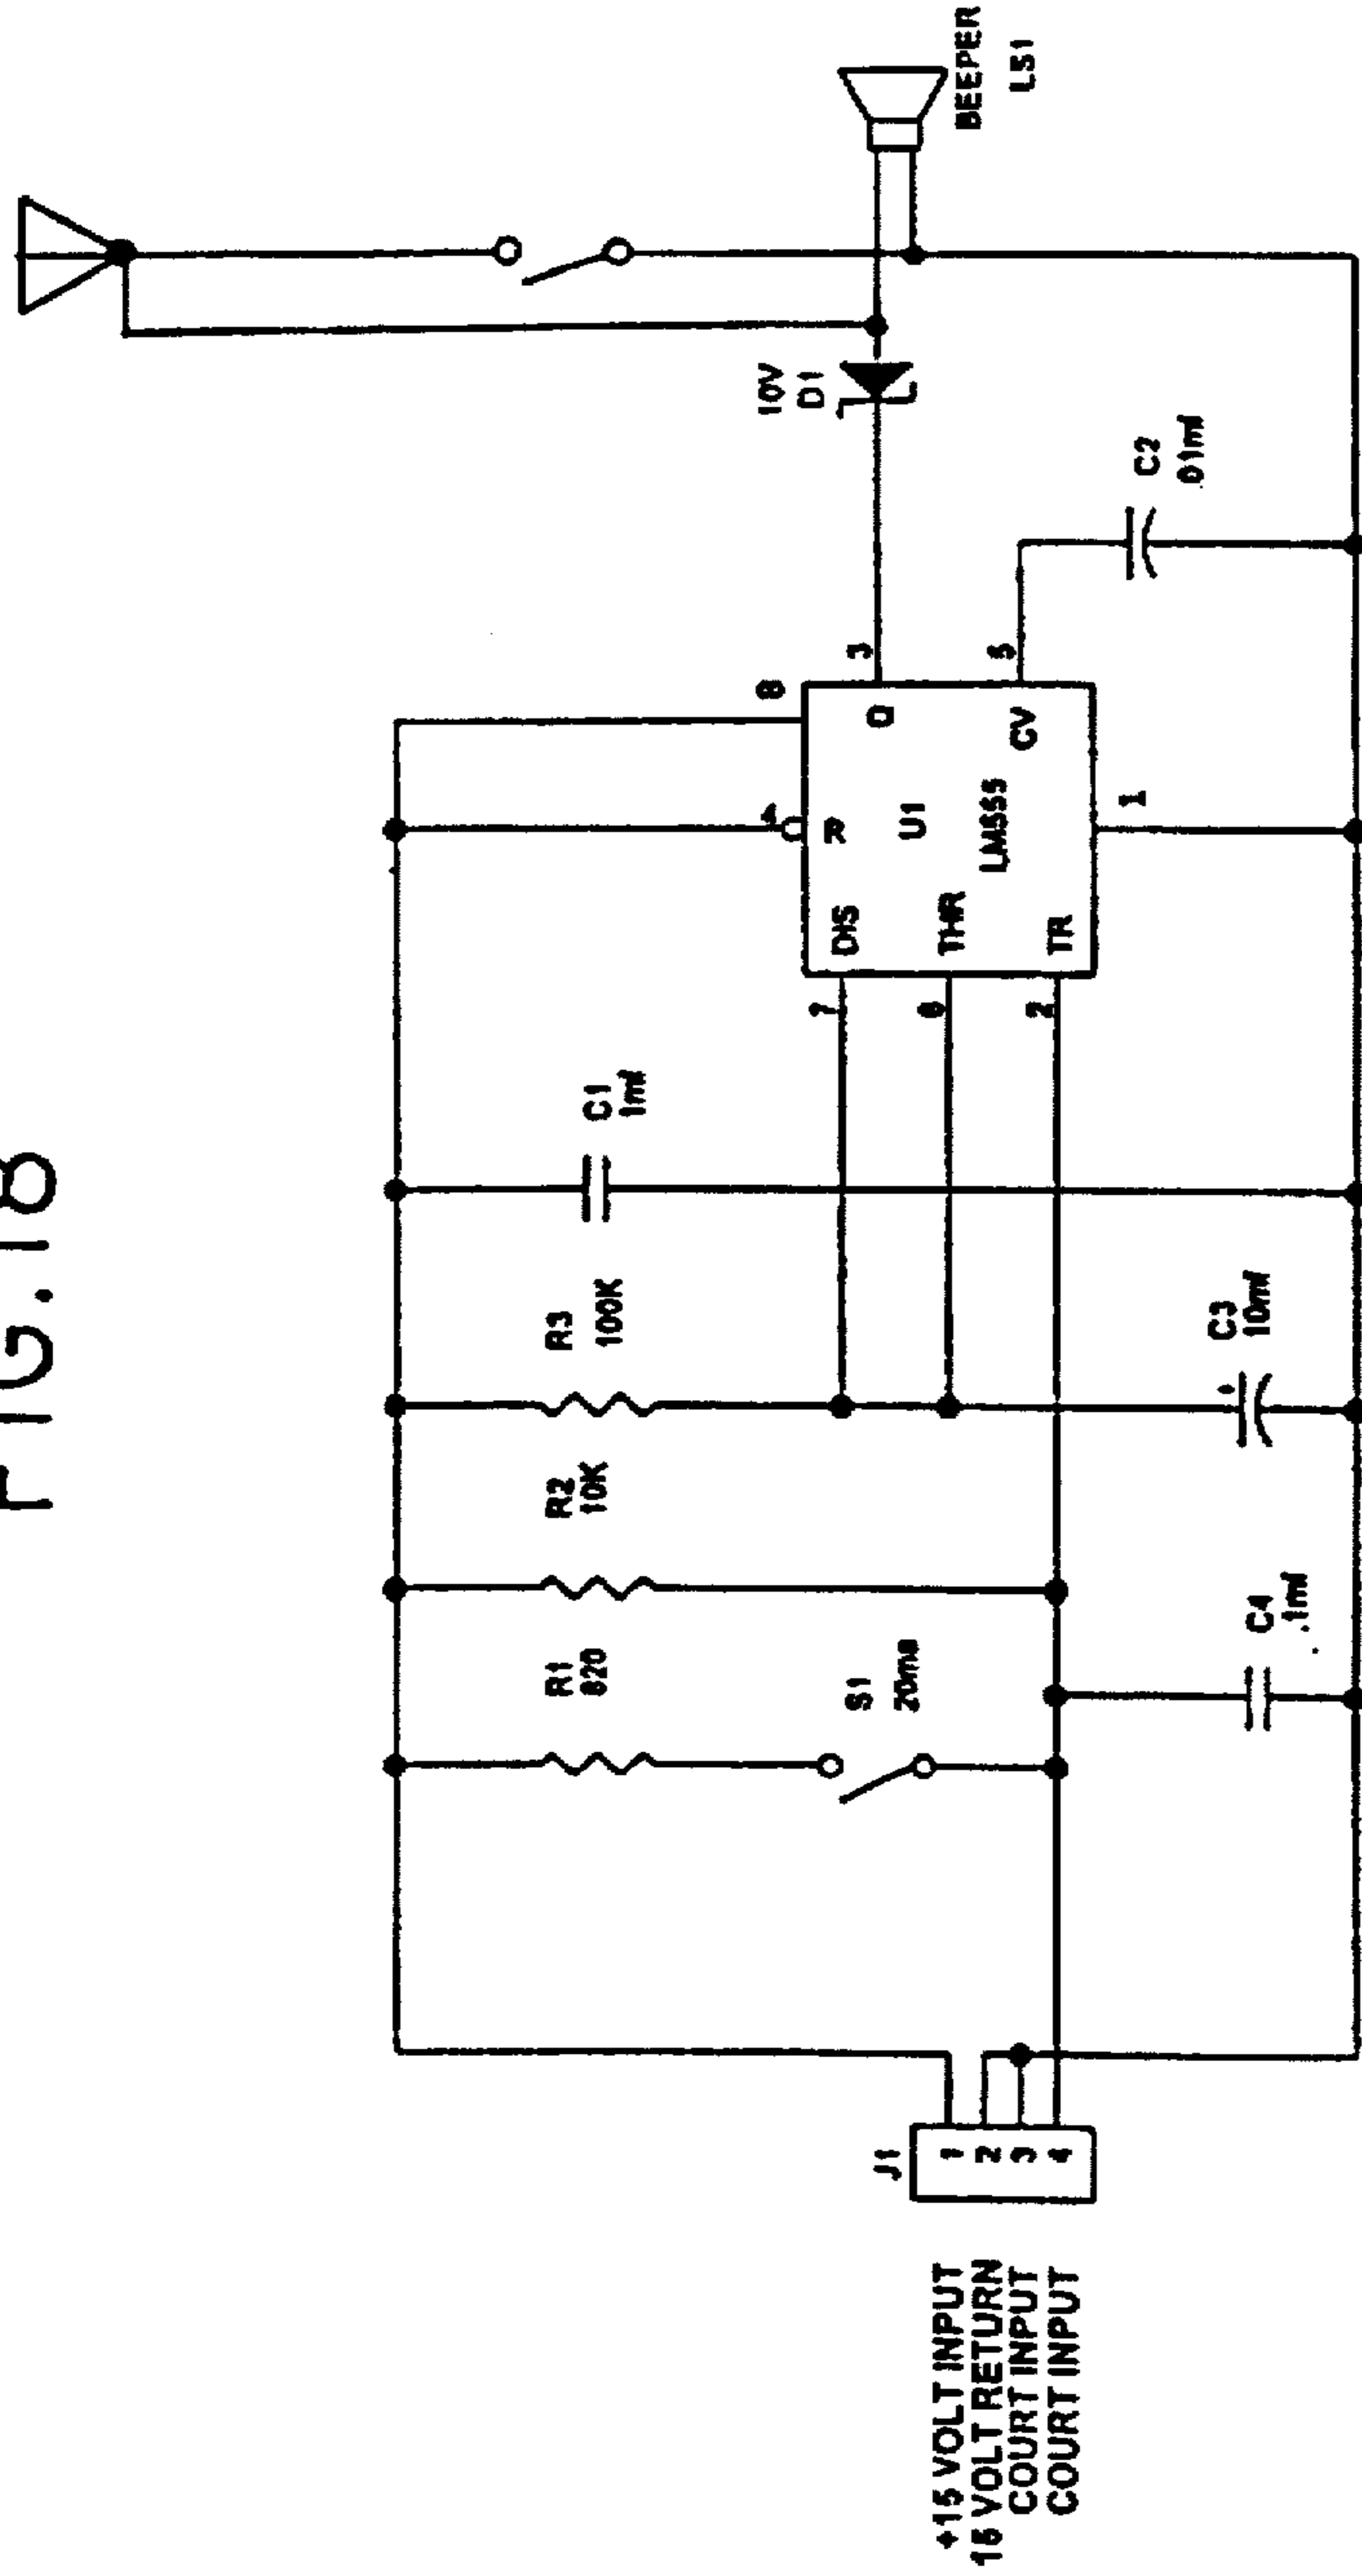 FIG.18
BEEPER
LS1
10V
D1
C2
.01mf
8
3
5
4
Q
CV
R
U1
LM555
1
DIS
THR
TR
7
6
2
C1
1mf
R3
100K
C3
10mf
R2
10K
C4
.1mf
R1
820
S1
20ms
J1
1
2
3
4
+15 VOLT INPUT
15 VOLT RETURN
COURT INPUT
COURT INPUT